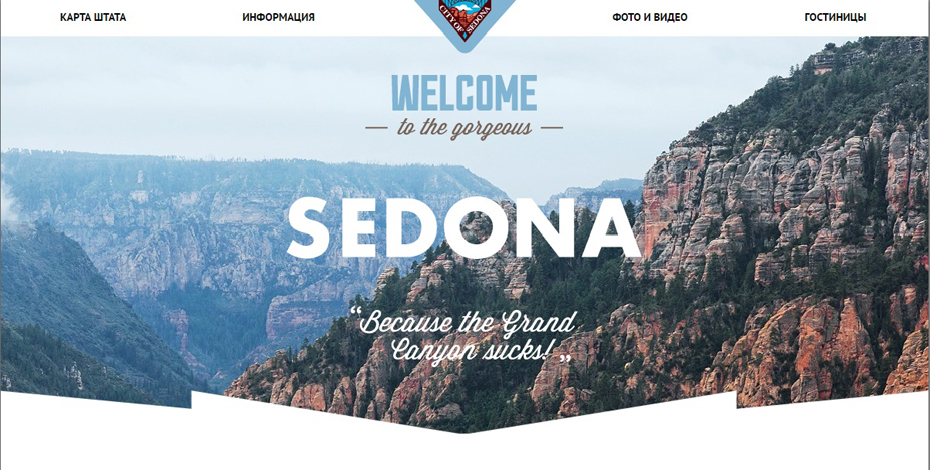 КАРТА ШТАТА
ИНФОРМАЦИЯ
CITY OF SEDONA
ФОТО И ВИДЕО
ГОСТИНИЦЫ
WELCOME
— to the gorgeous —
SEDONA
“Because the Grand
Canyon sucks! „